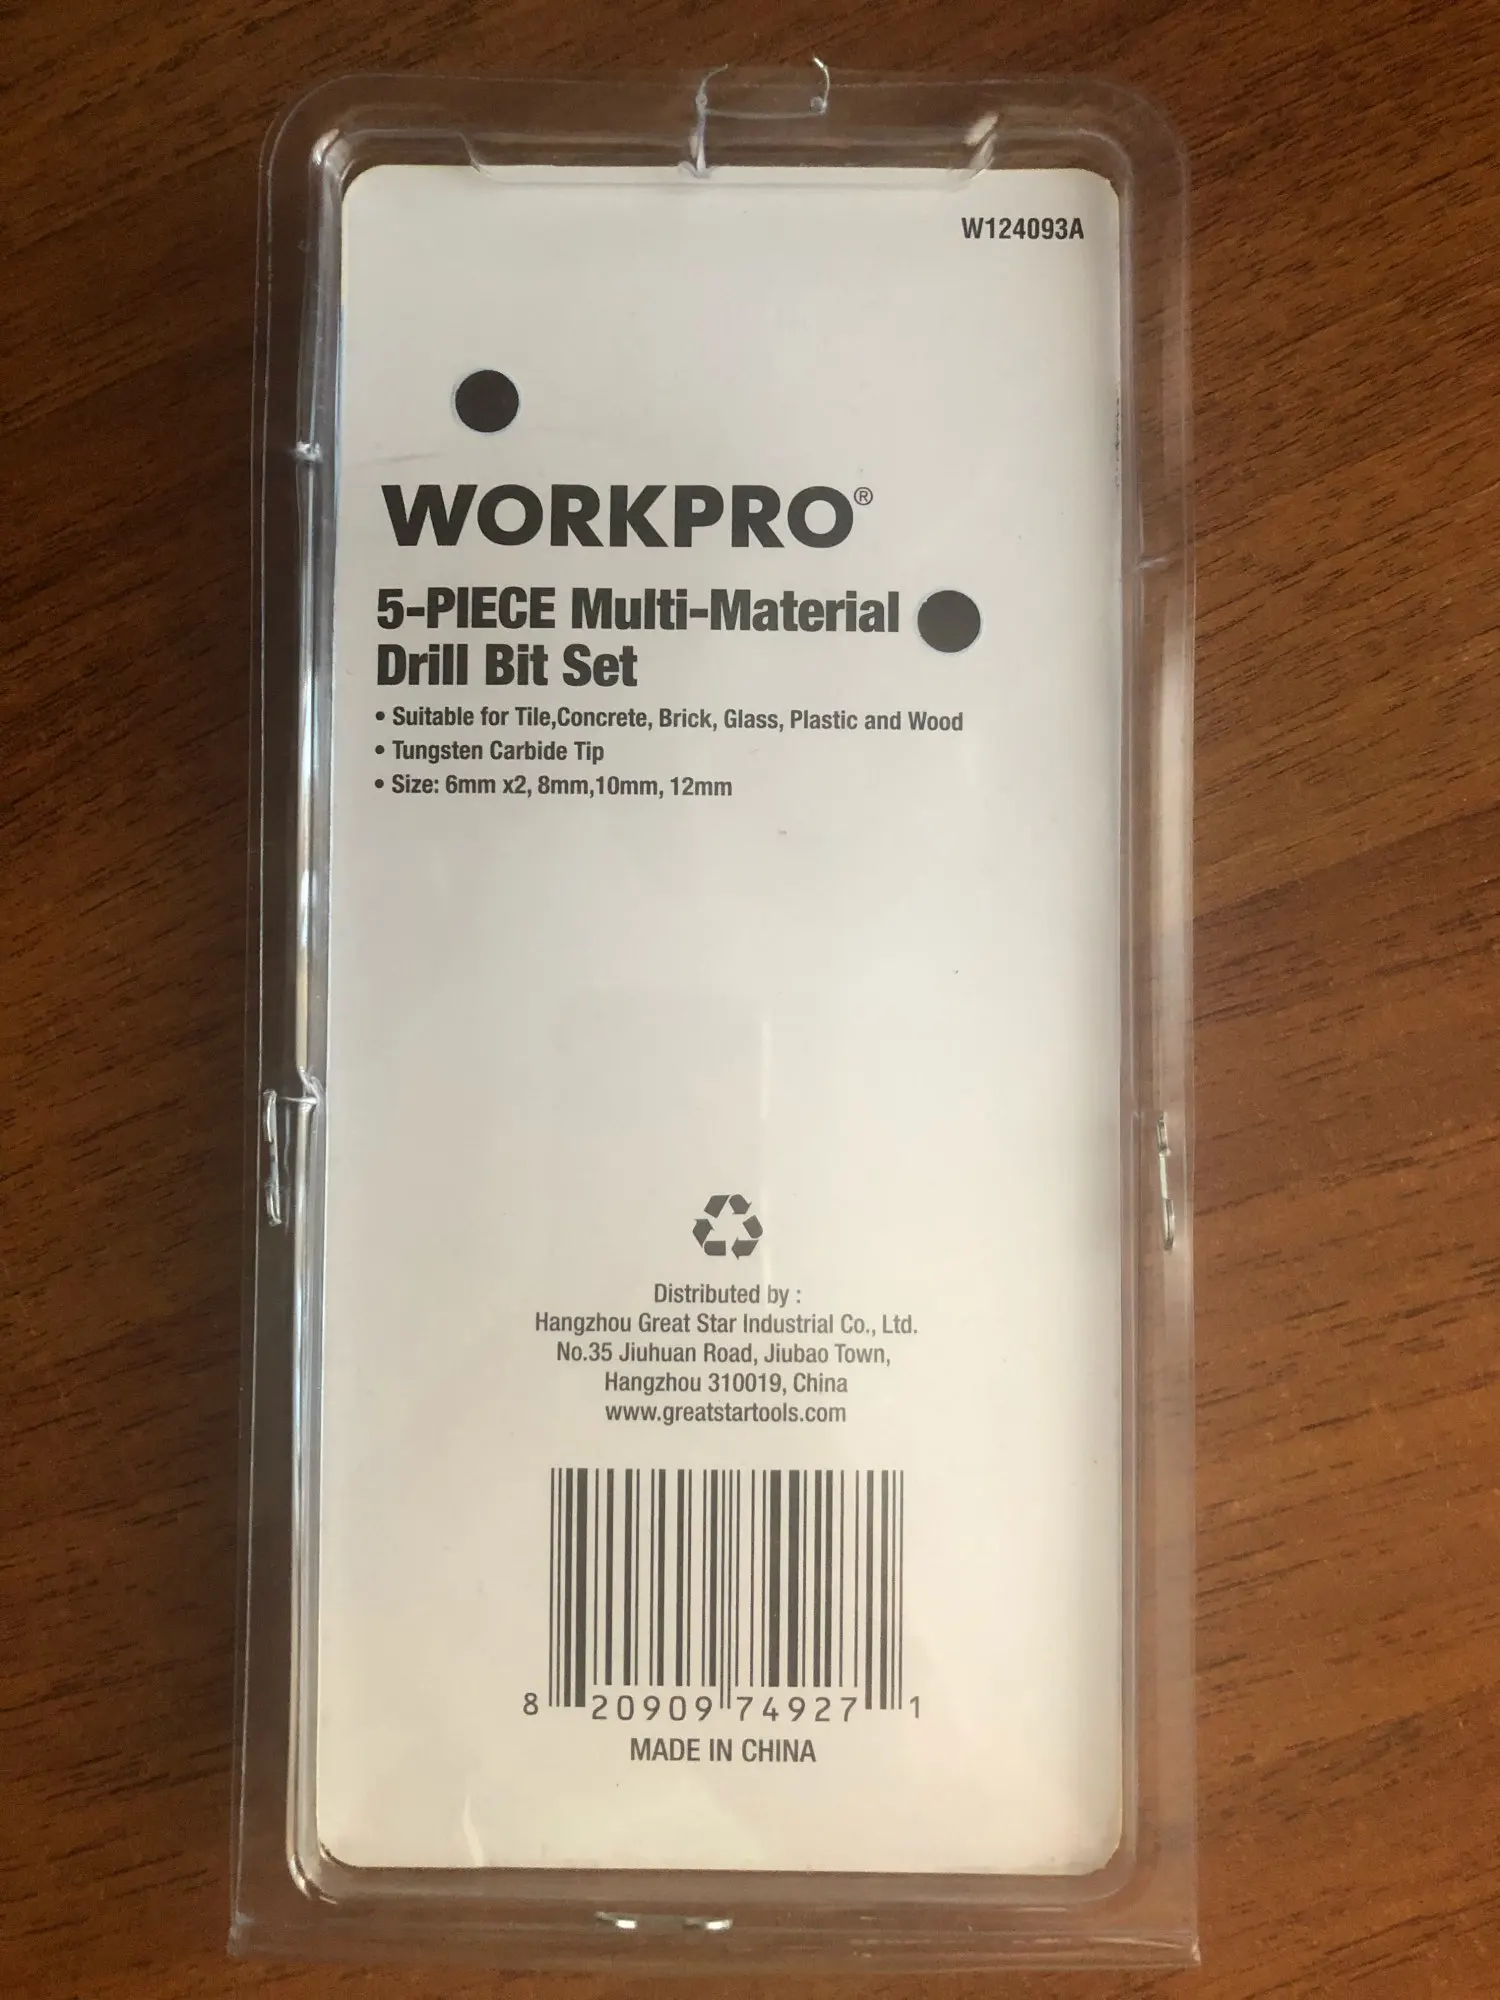 W124093A
WORKPRO®
5-PIECE Multi-Material
Drill Bit Set
• Suitable for Tile,Concrete, Brick, Glass, Plastic and Wood
• Tungsten Carbide Tip
• Size: 6mm x2, 8mm,10mm, 12mm
Distributed by :
Hangzhou Great Star Industrial Co., Ltd.
No.35 Jiuhuan Road, Jiubao Town,
Hangzhou 310019, China
www.greatstartools.com
8 20909 74927 1
MADE IN CHINA